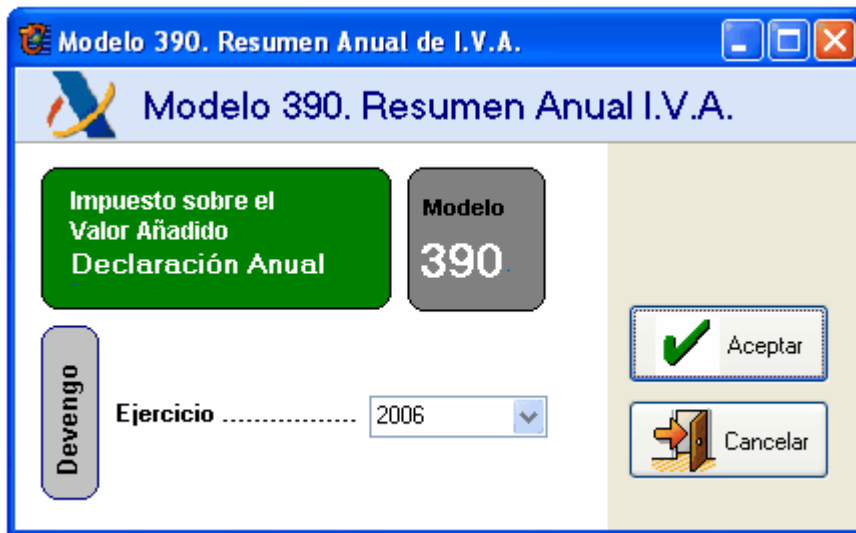 Modelo 390. Resumen Anual de I.V.A.
Modelo 390. Resumen Anual I.V.A.
Impuesto sobre el
Valor Añadido
Declaración Anual
Modelo
390
Devengo
Ejercicio ................. 2006
Aceptar
Cancelar